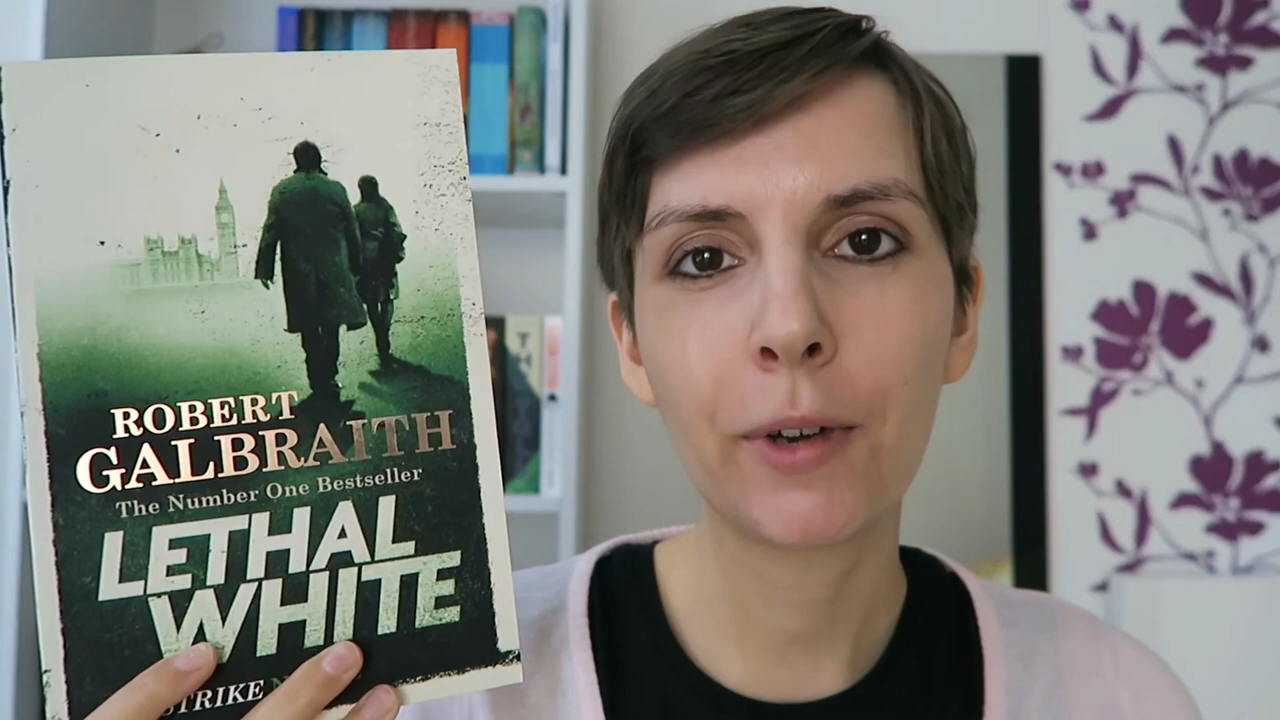 ROBERT
GALBRAITH
The Number One Bestseller
LETHAL
WHITE
STRIKE